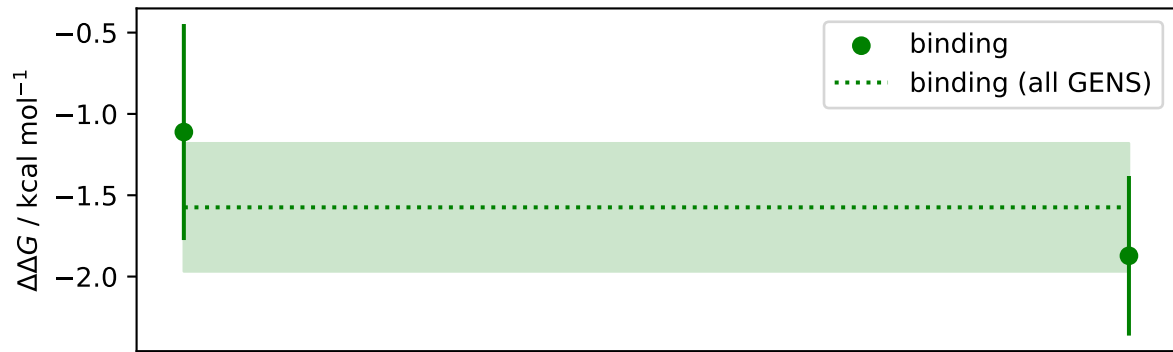 −0.5
−1.0
−1.5
−2.0
ΔΔG / kcal mol⁻¹
binding
binding (all GENS)